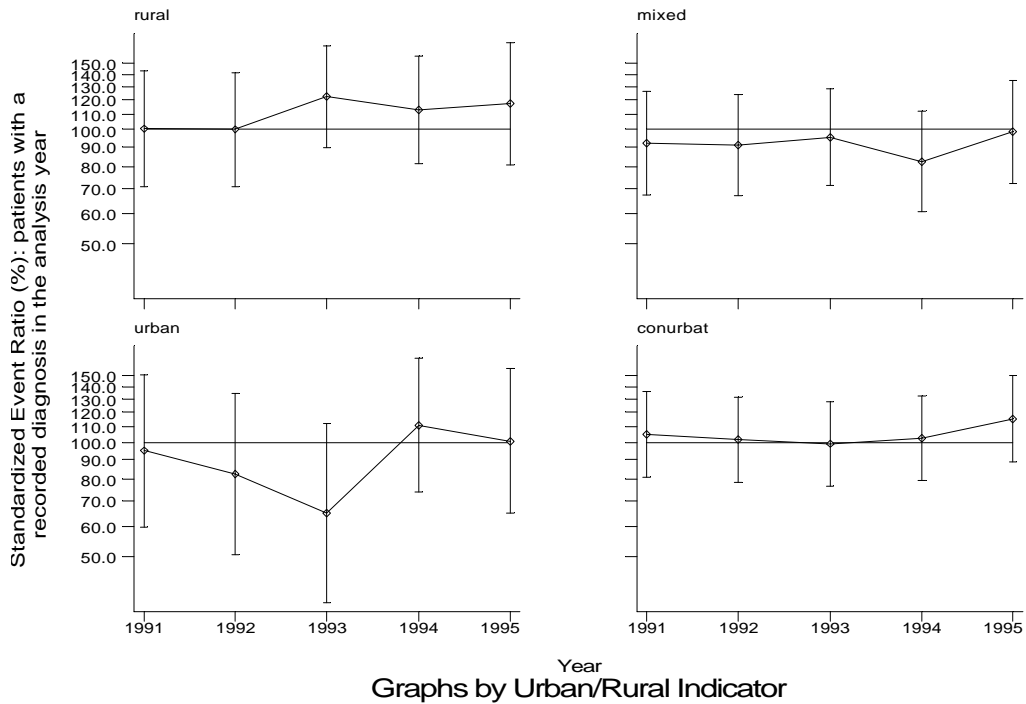 Standardized Event Ratio (%): patients with a
recorded diagnosis in the analysis year
rural
150.0
140.0
130.0
120.0
110.0
100.0
90.0
80.0
70.0
60.0
50.0
mixed
urban
150.0
140.0
130.0
120.0
110.0
100.0
90.0
80.0
70.0
60.0
50.0
1991 1992 1993 1994 1995
conurbat
1991 1992 1993 1994 1995
Year
Graphs by Urban/Rural Indicator